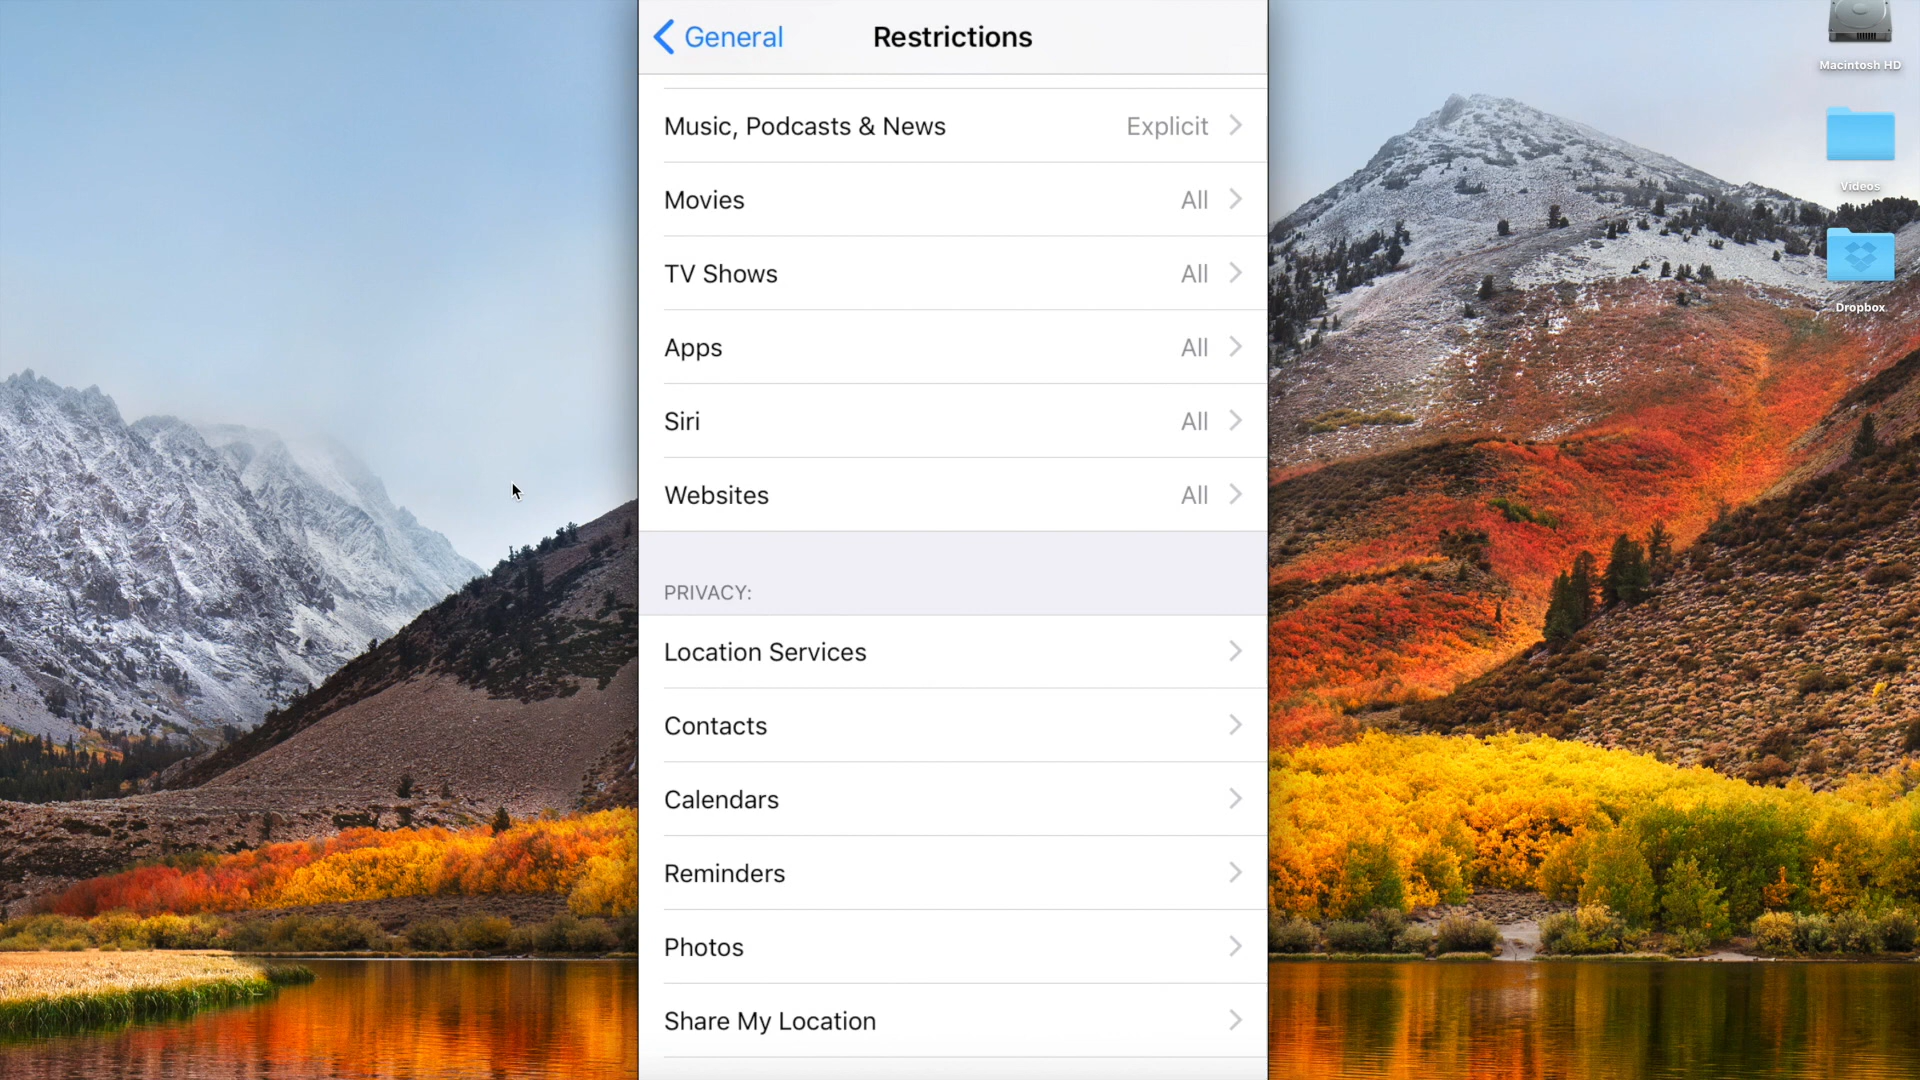 General
Restrictions
Music, Podcasts & News
Explicit
Movies
All
TV Shows
All
Apps
All
Siri
All
Websites
All
PRIVACY:
Location Services
Contacts
Calendars
Reminders
Photos
Share My Location
Macintosh HD
Videos
Dropbox